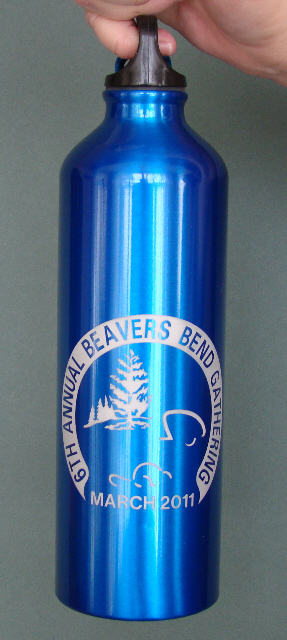 6TH ANNUAL BEAVERS BEND GATHERING
MARCH 2011